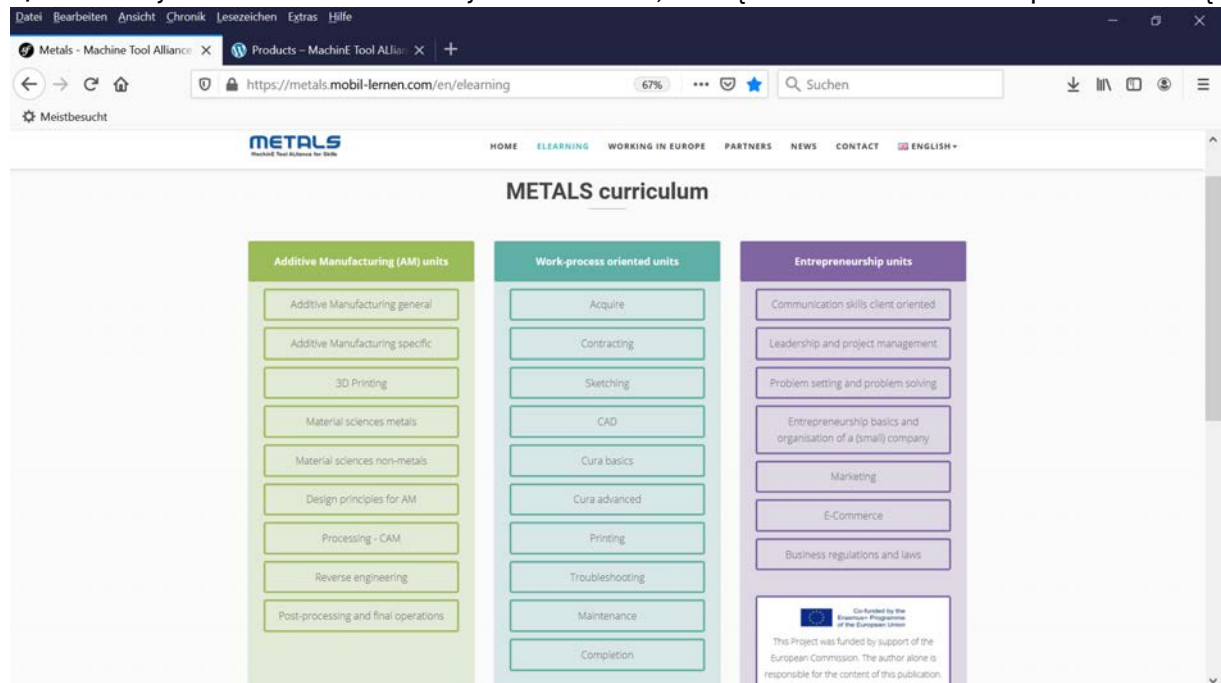 Datei Bearbeiten Ansicht Chronik Lesezeichen Extras Hilfe
Metals - Machine Tool Alliance
Products – MachinE Tool ALlian
https://metals.mobil-lernen.com/en/elearning
67%
Suchen
Meistbesucht
METALS
MachinE Tool ALliance for Skills
HOME ELEARNING WORKING IN EUROPE PARTNERS NEWS CONTACT ENGLISH
METALS curriculum
Additive Manufacturing (AM) units
Additive Manufacturing general
Additive Manufacturing specific
3D Printing
Material sciences metals
Material sciences non-metals
Design principles for AM
Processing - CAM
Reverse engineering
Post-processing and final operations
Work-process oriented units
Acquire
Contracting
Sketching
CAD
Cura basics
Cura advanced
Printing
Troubleshooting
Maintenance
Completion
Entrepreneurship units
Communication skills client oriented
Leadership and project management
Problem setting and problem solving
Entrepreneurship basics and
organisation of a (small) company
Marketing
E-Commerce
Business regulations and laws
Co-funded by the
Erasmus+ Programme
of the European Union
This Project was funded by support of the
European Commission. The author alone is
responsible for the content of this publication.